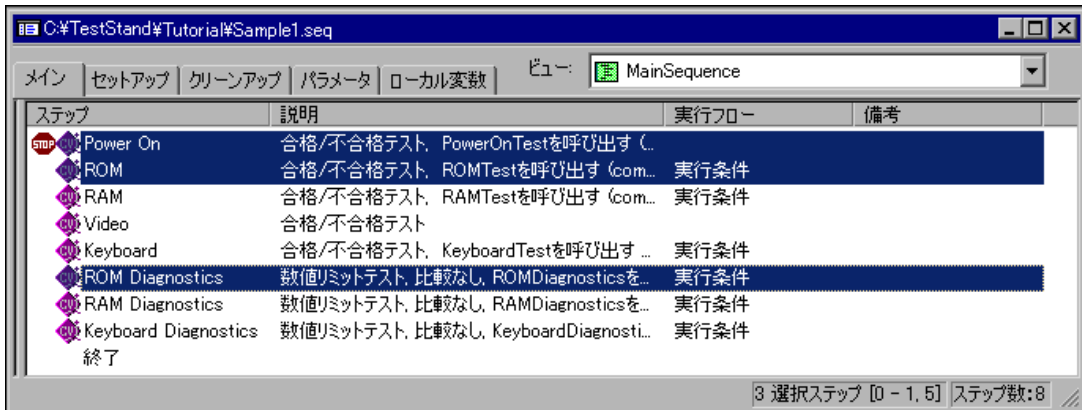 C:¥TestStand¥Tutorial¥Sample1.seq
メイン セットアップ クリーンアップ パラメータ ローカル変数 ビュー: MainSequence
ステップ 説明 実行フロー 備考
STOP CVI Power On 合格/不合格テスト, PowerOnTestを呼び出す (..
CVI ROM 合格/不合格テスト, ROMTestを呼び出す (com... 実行条件
CVI RAM 合格/不合格テスト, RAMTestを呼び出す (com... 実行条件
CVI Video 合格/不合格テスト
CVI Keyboard 合格/不合格テスト, KeyboardTestを呼び出す ... 実行条件
CVI ROM Diagnostics 数値リミットテスト, 比較なし, ROMDiagnosticsを... 実行条件
CVI RAM Diagnostics 数値リミットテスト, 比較なし, RAMDiagnosticsを... 実行条件
CVI Keyboard Diagnostics 数値リミットテスト, 比較なし, KeyboardDiagnosti... 実行条件
終了
3 選択ステップ [0 - 1, 5] ステップ数:8